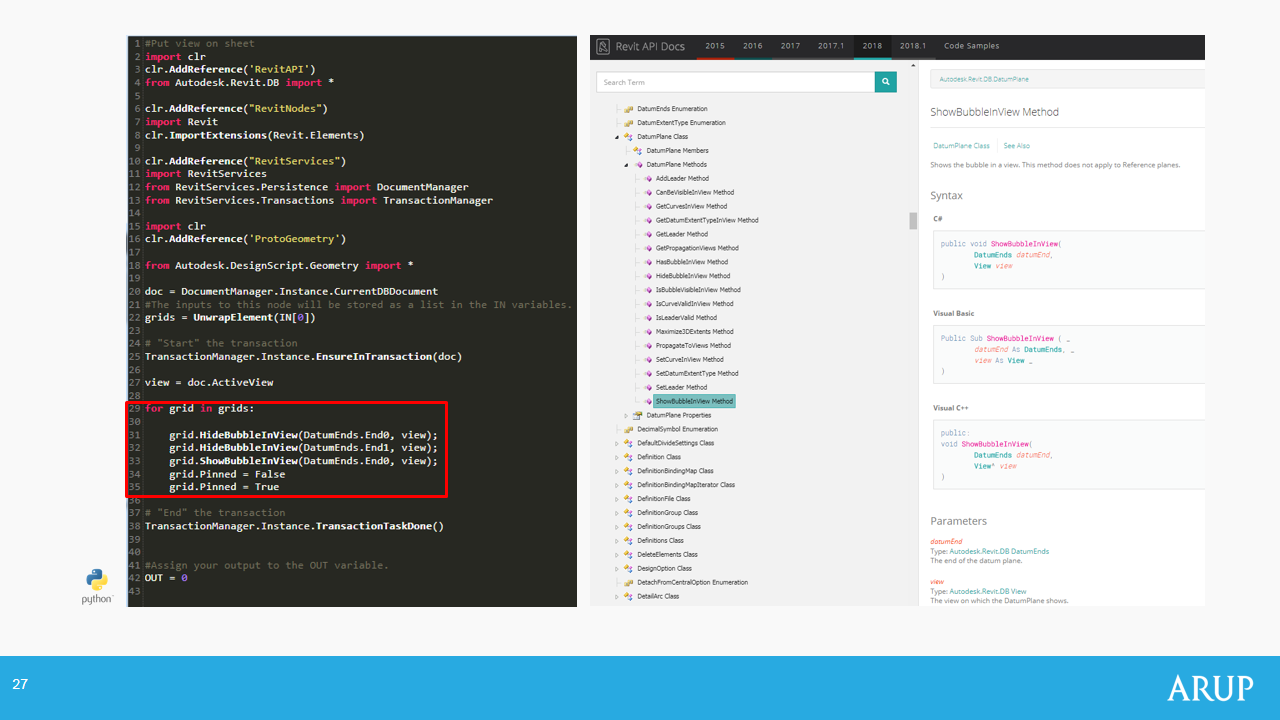 1 #Put view on sheet
2 import clr
3 clr.AddReference('RevitAPI')
4 from Autodesk.Revit.DB import *
5
6 clr.AddReference("RevitNodes")
7 import Revit
8 clr.ImportExtensions(Revit.Elements)
9
10 clr.AddReference("RevitServices")
11 import RevitServices
12 from RevitServices.Persistence import DocumentManager
13 from RevitServices.Transactions import TransactionManager
14
15 import clr
16 clr.AddReference('ProtoGeometry')
17
18 from Autodesk.DesignScript.Geometry import *
19
20 doc = DocumentManager.Instance.CurrentDBDocument
21 #The inputs to this node will be stored as a list in the IN variables.
22 grids = UnwrapElement(IN[0])
23
24 # "Start" the transaction
25 TransactionManager.Instance.EnsureInTransaction(doc)
26
27 view = doc.ActiveView
28
29 for grid in grids:
30
31 grid.HideBubbleInView(DatumEnds.End0, view);
32 grid.HideBubbleInView(DatumEnds.End1, view);
33 grid.ShowBubbleInView(DatumEnds.End0, view);
34 grid.Pinned = False
35 grid.Pinned = True
36
37 # "End" the transaction
38 TransactionManager.Instance.TransactionTaskDone()
39
40
41 #Assign your output to the OUT variable.
42 OUT = 0
43
python
Revit API Docs 2015 2016 2017 2017.1 2018 2018.1 Code Samples
Search Term
DatumEnds Enumeration
DatumExtentType Enumeration
DatumPlane Class
DatumPlane Members
DatumPlane Methods
AddLeader Method
CanBeVisibleInView Method
GetCurvesInView Method
GetDatumExtentTypeInView Method
GetLeader Method
GetPropagationViews Method
HasBubbleInView Method
HideBubbleInView Method
IsBubbleVisibleInView Method
IsCurveValidInView Method
IsLeaderValid Method
Maximize3DExtents Method
PropagateToViews Method
SetCurveInView Method
SetDatumExtentType Method
SetLeader Method
ShowBubbleInView Method
DatumPlane Properties
DecimalSymbol Enumeration
DefaultDivideSettings Class
Definition Class
DefinitionBindingMap Class
DefinitionBindingMapIterator Class
DefinitionFile Class
DefinitionGroup Class
DefinitionGroups Class
Definitions Class
DeleteElements Class
DesignOption Class
DetachFromCentralOption Enumeration
DetailArc Class
Autodesk.Revit.DB.DatumPlane
ShowBubbleInView Method
DatumPlane Class See Also
Shows the bubble in a view. This method does not apply to Reference planes.
Syntax
C#
public void ShowBubbleInView(
DatumEnds datumEnd,
View view
)
Visual Basic
Public Sub ShowBubbleInView ( _
datumEnd As DatumEnds, _
view As View _
)
Visual C++
public:
void ShowBubbleInView(
DatumEnds datumEnd,
View^ view
)
Parameters
datumEnd
Type: Autodesk.Revit.DB DatumEnds
The end of the datum plane.
view
Type: Autodesk.Revit.DB View
The view on which the DatumPlane shows.
27
ARUP